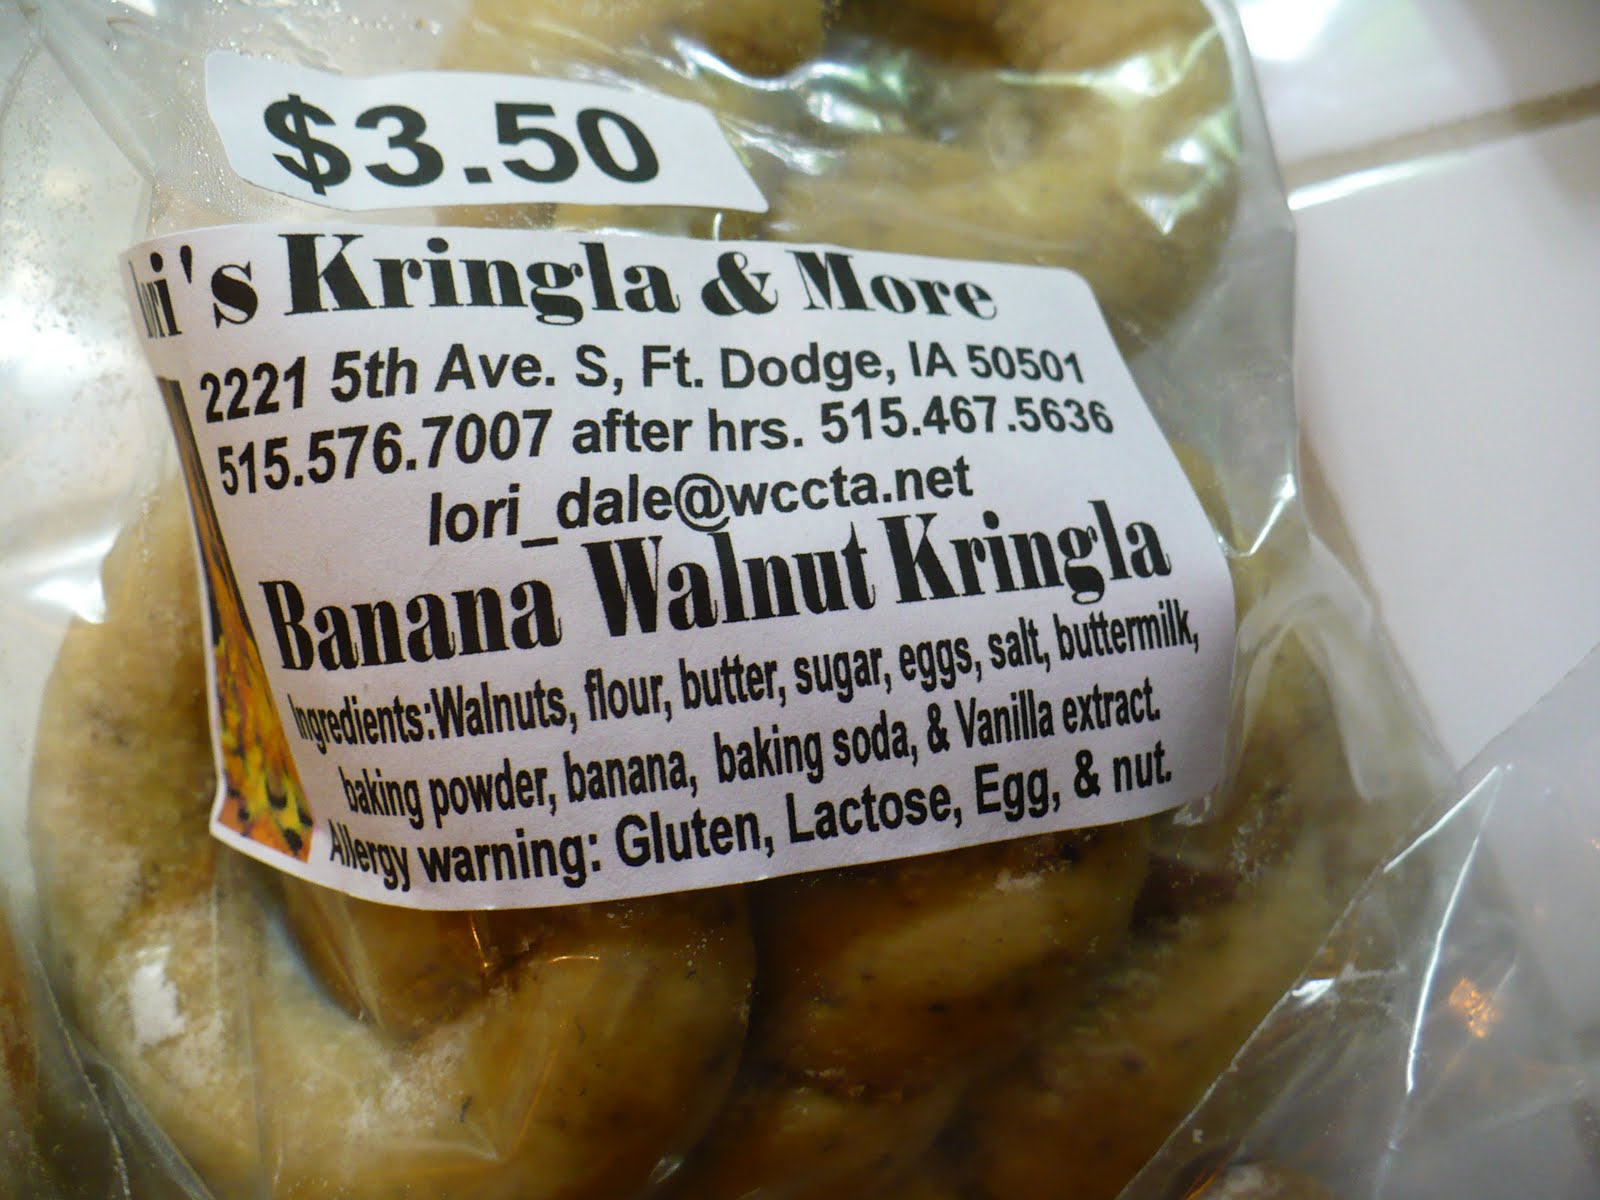 $3.50
Lori's Kringla & More
2221 5th Ave. S, Ft. Dodge, IA 50501
515.576.7007 after hrs. 515.467.5636
lori_dale@wccta.net
Banana Walnut Kringla
Ingredients:Walnuts, flour, butter, sugar, eggs, salt, buttermilk,
baking powder, banana, baking soda, & Vanilla extract.
Allergy warning: Gluten, Lactose, Egg, & nut.